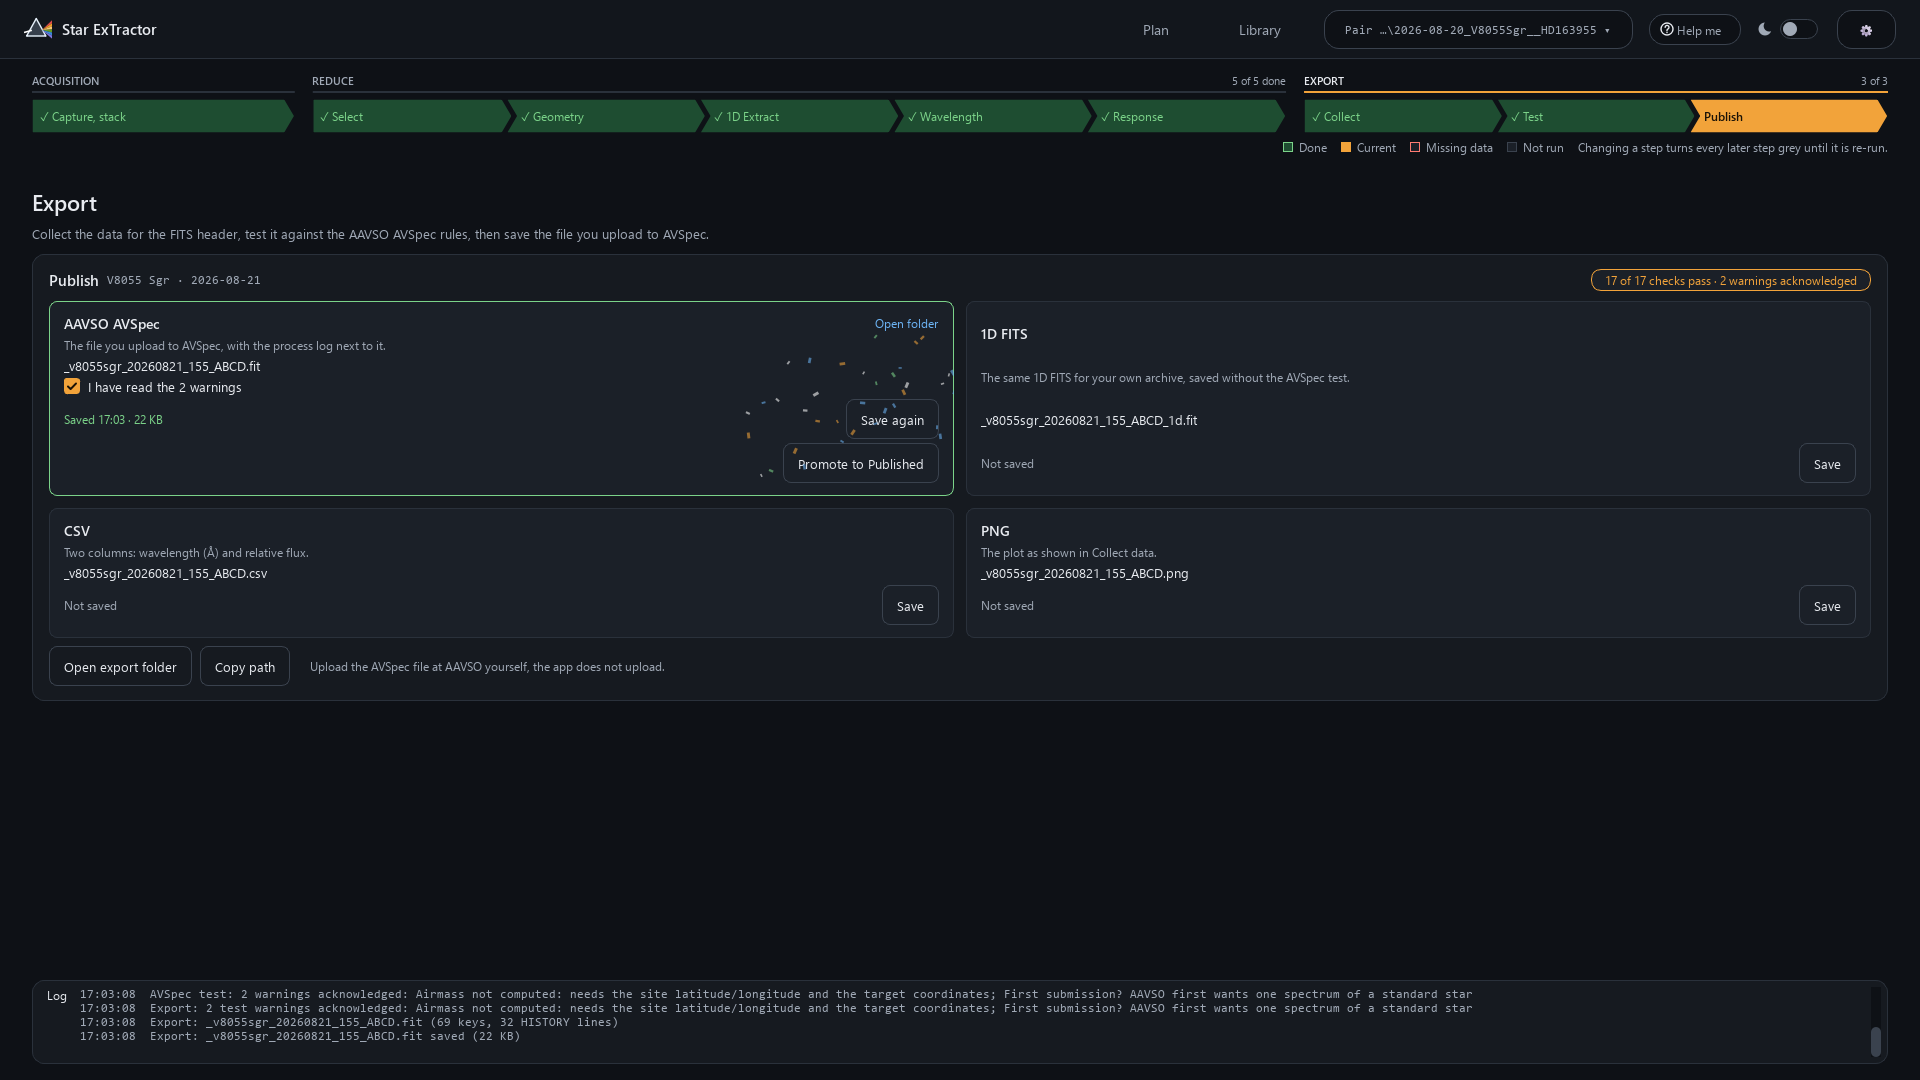 Star ExTractor
Plan
Library
Pair …\2026-08-20_V8055Sgr__HD163955 ▾
Help me
ACQUISITION
REDUCE
5 of 5 done
EXPORT
3 of 3
✓ Capture, stack
✓ Select
✓ Geometry
✓ 1D Extract
✓ Wavelength
✓ Response
✓ Collect
✓ Test
Publish
Done
Current
Missing data
Not run
Changing a step turns every later step grey until it is re-run.
Export
Collect the data for the FITS header, test it against the AAVSO AVSpec rules, then save the file you upload to AVSpec.
Publish V8055 Sgr · 2026-08-21
17 of 17 checks pass · 2 warnings acknowledged
AAVSO AVSpec
Open folder
The file you upload to AVSpec, with the process log next to it.
_v8055sgr_20260821_155_ABCD.fit
I have read the 2 warnings
Saved 17:03 · 22 KB
Save again
Promote to Published
1D FITS
The same 1D FITS for your own archive, saved without the AVSpec test.
_v8055sgr_20260821_155_ABCD_1d.fit
Not saved
Save
CSV
Two columns: wavelength (Å) and relative flux.
_v8055sgr_20260821_155_ABCD.csv
Not saved
Save
PNG
The plot as shown in Collect data.
_v8055sgr_20260821_155_ABCD.png
Not saved
Save
Open export folder
Copy path
Upload the AVSpec file at AAVSO yourself, the app does not upload.
Log
17:03:08 AVSpec test: 2 warnings acknowledged: Airmass not computed: needs the site latitude/longitude and the target coordinates; First submission? AAVSO first wants one spectrum of a standard star
17:03:08 Export: 2 test warnings acknowledged: Airmass not computed: needs the site latitude/longitude and the target coordinates; First submission? AAVSO first wants one spectrum of a standard star
17:03:08 Export: _v8055sgr_20260821_155_ABCD.fit (69 keys, 32 HISTORY lines)
17:03:08 Export: _v8055sgr_20260821_155_ABCD.fit saved (22 KB)